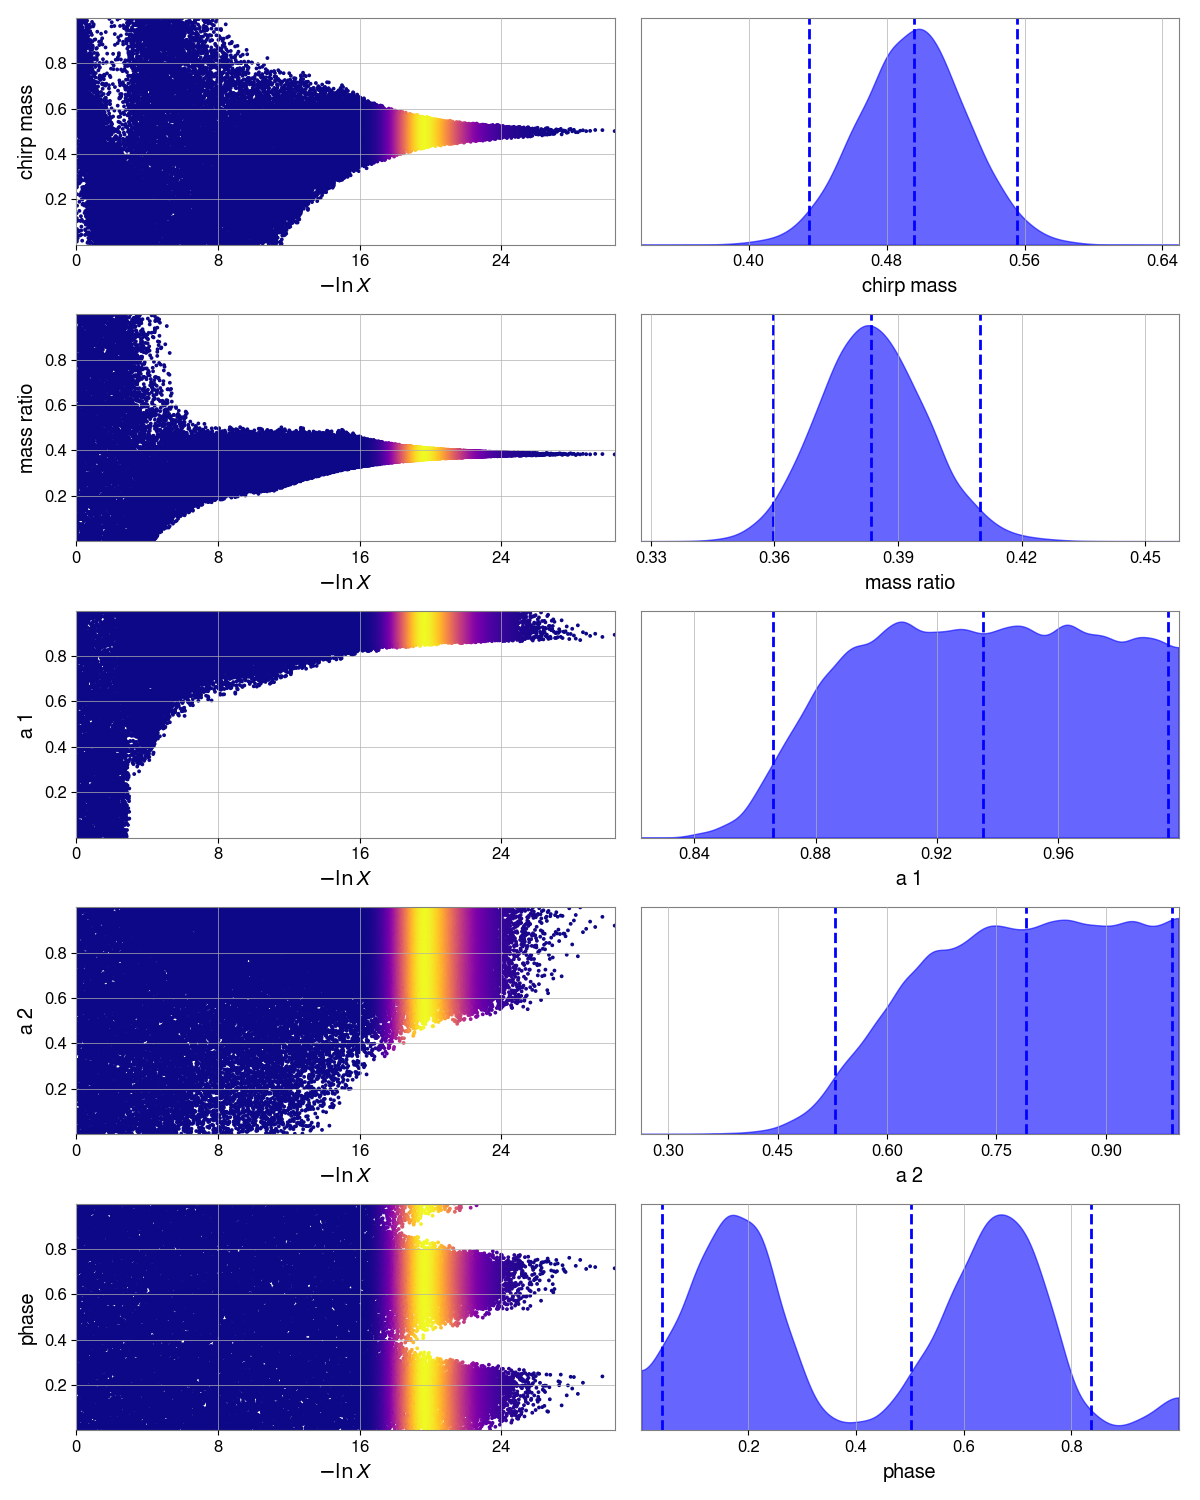 chirp mass
0.8
0.6
0.4
0.2
0 8 16 24
−ln X
0.40 0.48 0.56 0.64
chirp mass
mass ratio
0.8
0.6
0.4
0.2
0 8 16 24
−ln X
0.33 0.36 0.39 0.42 0.45
mass ratio
a 1
0.8
0.6
0.4
0.2
0 8 16 24
−ln X
0.84 0.88 0.92 0.96
a 1
a 2
0.8
0.6
0.4
0.2
0 8 16 24
−ln X
0.30 0.45 0.60 0.75 0.90
a 2
phase
0.8
0.6
0.4
0.2
0 8 16 24
−ln X
0.2 0.4 0.6 0.8
phase